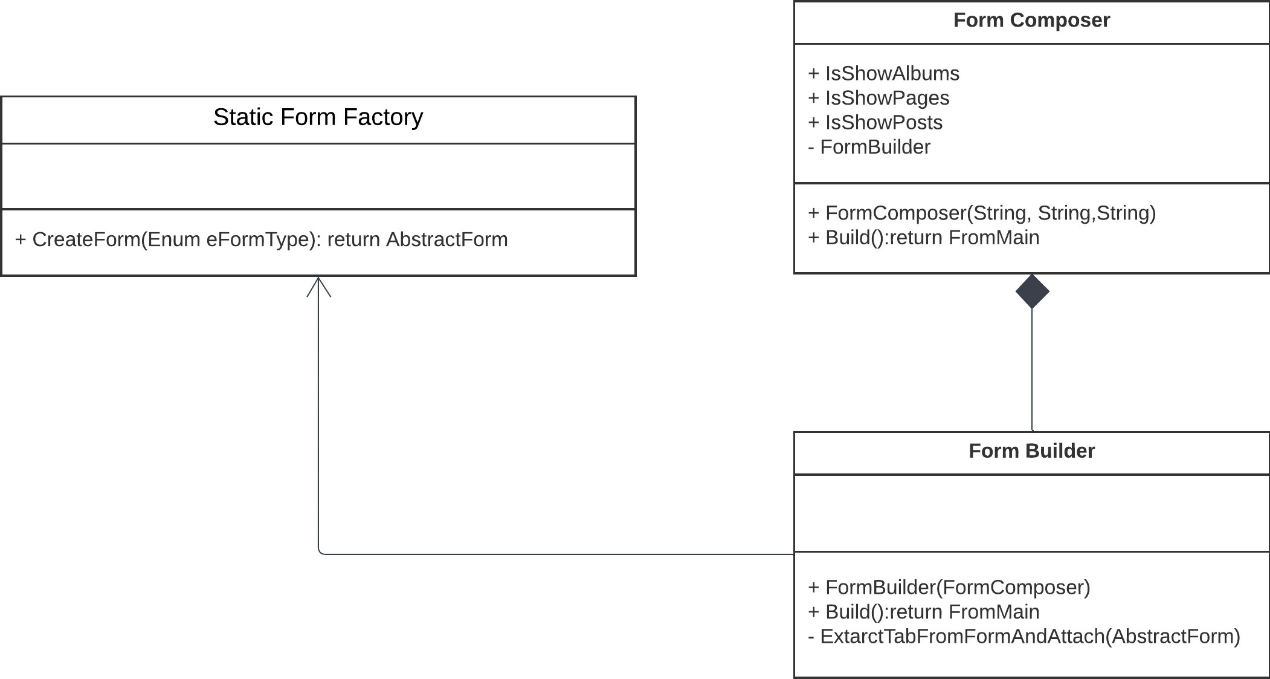 Form Composer
+ IsShowAlbums
+ IsShowPages
+ IsShowPosts
- FormBuilder
+ FormComposer(String, String,String)
+ Build():return FromMain
Static Form Factory
+ CreateForm(Enum eFormType): return AbstractForm
Form Builder
+ FormBuilder(FormComposer)
+ Build():return FromMain
- ExtarctTabFromFormAndAttach(AbstractForm)